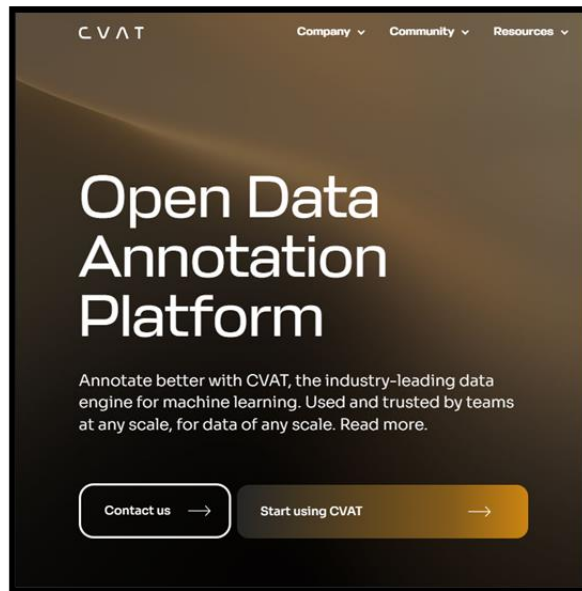 CVAT
Company
Community
Resources
Open Data
Annotation
Platform
Annotate better with CVAT, the industry-leading data
engine for machine learning. Used and trusted by teams
at any scale, for data of any scale. Read more.
Contact us
Start using CVAT